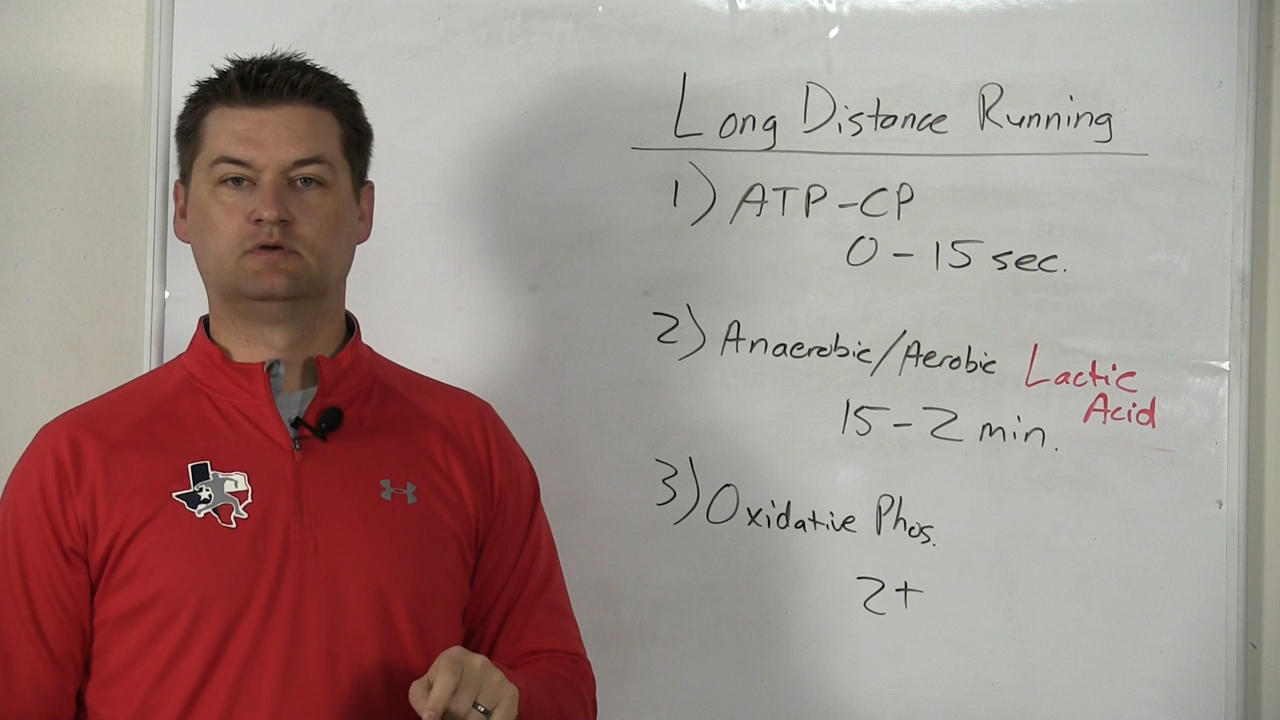 Long Distance Running
1) ATP-CP
0-15 sec.
2) Anaerobic/Aerobic Lactic Acid
15-2 min.
3) Oxidative Phos.
2+